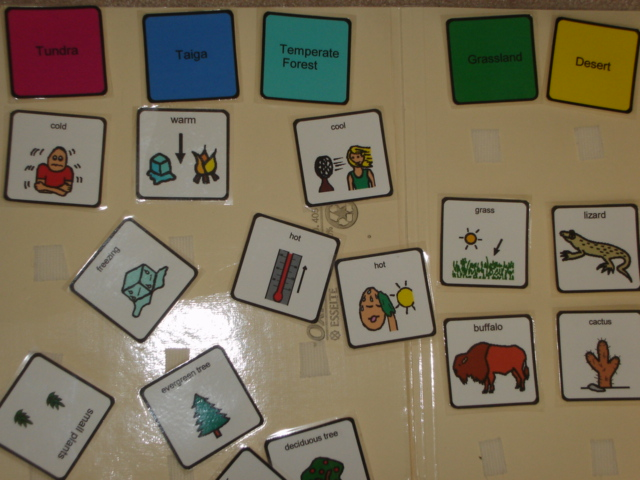 Tundra
Taiga
Temperate
Forest
Grassland
Desert
cold
warm
cool
grass
lizard
freezing
hot
hot
buffalo
cactus
small plants
evergreen tree
deciduous tree
ESSELTE